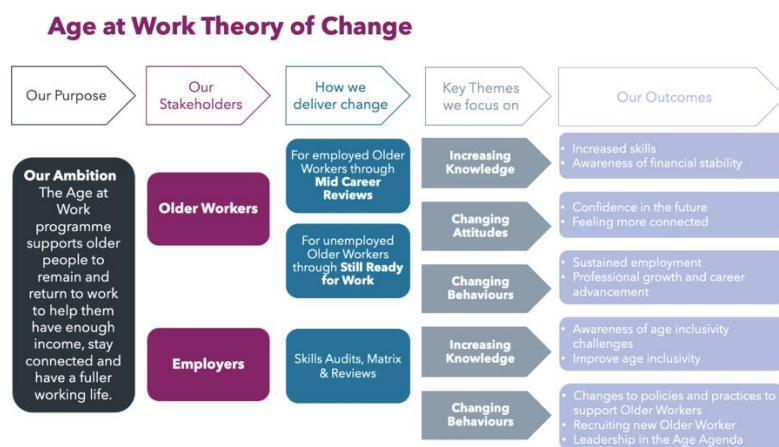 Age at Work Theory of Change
Our Purpose
Our
Stakeholders
How we
deliver change
Key Themes
we focus on
Our Outcomes
Our Ambition
The Age at
Work
programme
supports older
people to
remain and
return to work
to help them
have enough
income, stay
connected and
have a fuller
working life.
Older Workers
For employed Older
Workers through
Mid Career
Reviews
For unemployed
Older Workers
through Still Ready
for Work
Increasing
Knowledge
• Increased skills
• Awareness of financial stability
Changing
Attitudes
• Confidence in the future
• Feeling more connected
Changing
Behaviours
• Sustained employment
• Professional growth and career
advancement
Employers
Skills Audits, Matrix
& Reviews
Increasing
Knowledge
• Awareness of age inclusivity
challenges
• Improve age inclusivity
Changing
Behaviours
• Changes to policies and practices to
support Older Workers
• Recruiting new Older Worker
• Leadership in the Age Agenda